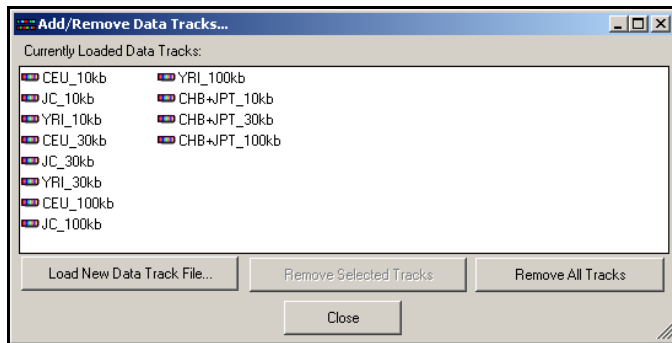 Add/Remove Data Tracks...
Currently Loaded Data Tracks:
CEU_10kb
JC_10kb
YRI_10kb
CEU_30kb
JC_30kb
YRI_30kb
CEU_100kb
JC_100kb
YRI_100kb
CHB+JPT_10kb
CHB+JPT_30kb
CHB+JPT_100kb
Load New Data Track File...
Remove Selected Tracks
Remove All Tracks
Close